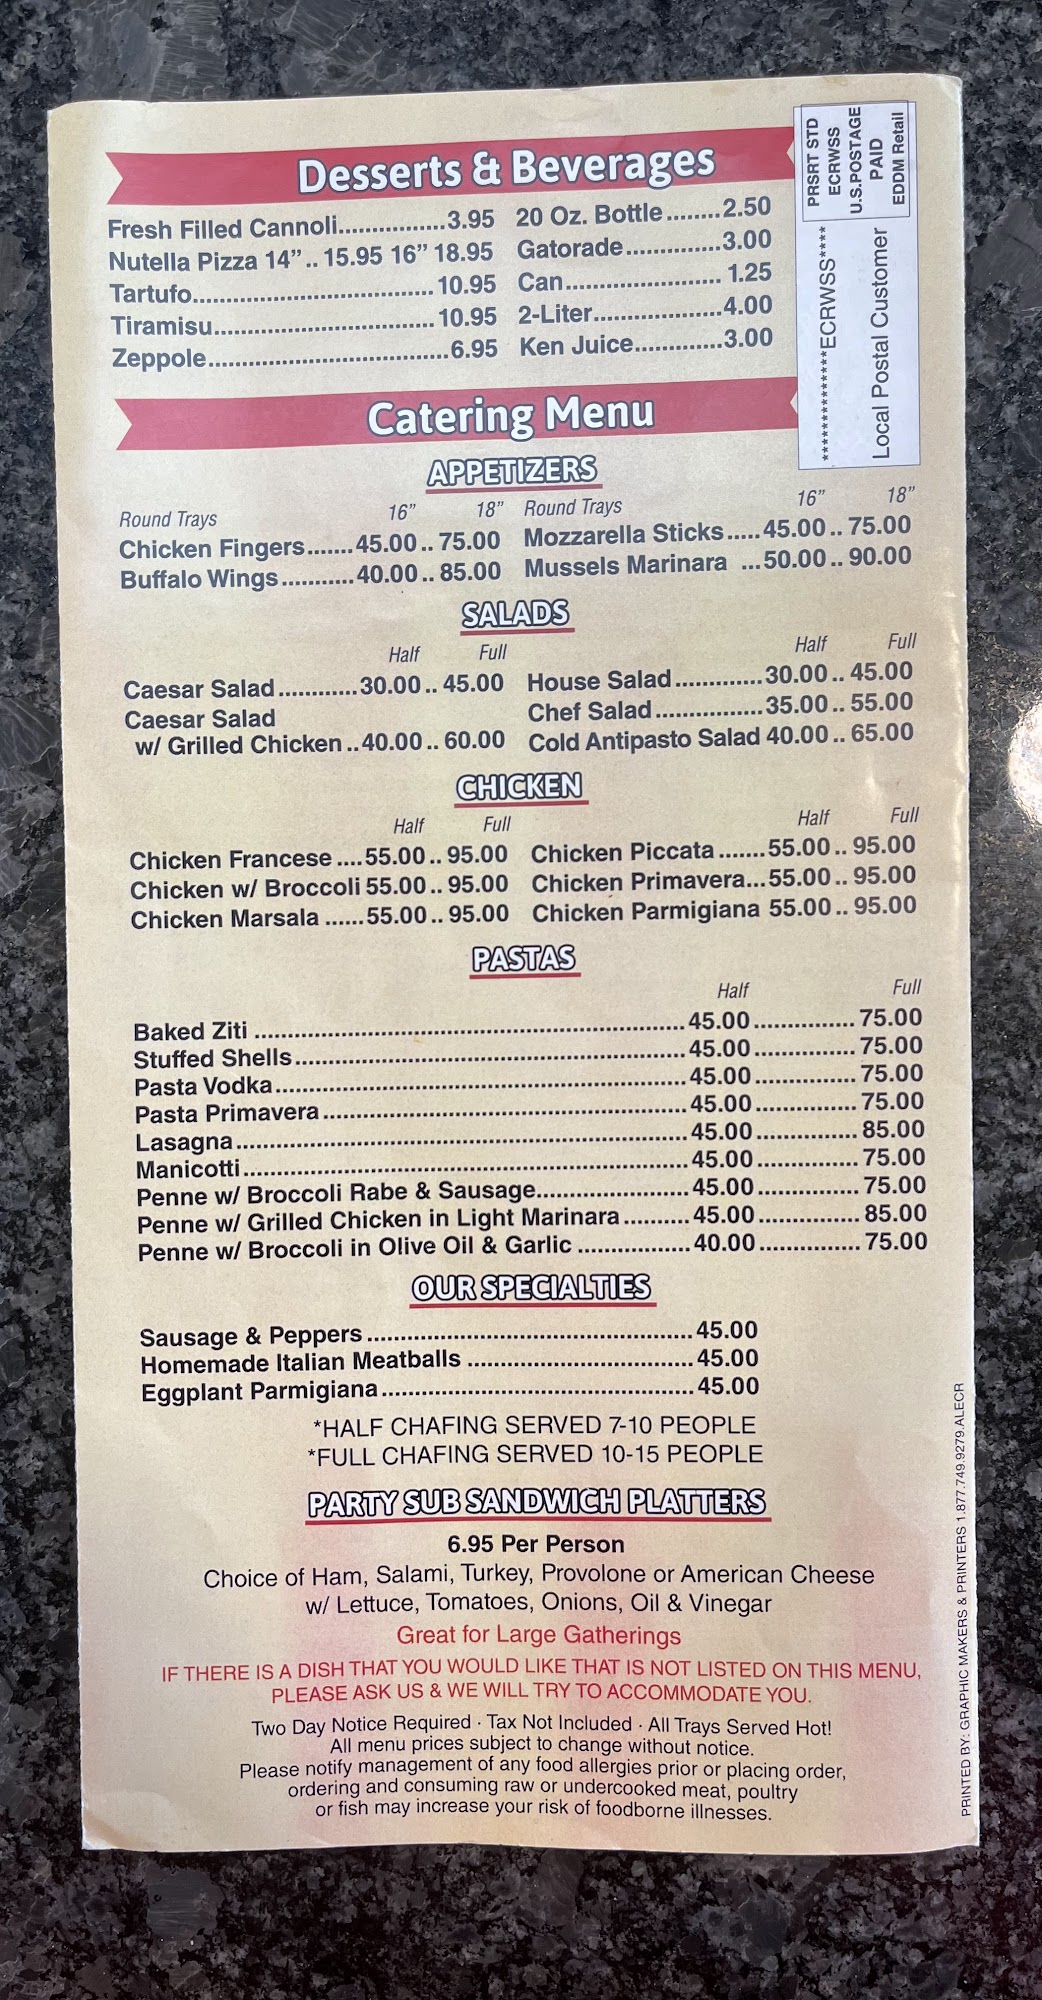 Desserts & Beverages
Fresh Filled Cannoli................3.95
Nutella Pizza 14”.. 15.95 16” 18.95
Tartufo.................................... 10.95
Tiramisu................................. 10.95
Zeppole....................................6.95
20 Oz. Bottle........2.50
Gatorade..............3.00
Can....................... 1.25
2-Liter...................4.00
Ken Juice.............3.00
PRSRT STD
ECRWSS
U.S.POSTAGE
PAID
EDDM Retail
**************ECRWSS****
Local Postal Customer
Catering Menu
APPETIZERS
Round Trays 16” 18”
Chicken Fingers.......45.00.. 75.00
Buffalo Wings...........40.00.. 85.00
Round Trays 16” 18”
Mozzarella Sticks.....45.00.. 75.00
Mussels Marinara ...50.00.. 90.00
SALADS
Half Full
Caesar Salad............30.00.. 45.00
Caesar Salad
w/ Grilled Chicken..40.00.. 60.00
Half Full
House Salad.............30.00.. 45.00
Chef Salad................35.00.. 55.00
Cold Antipasto Salad 40.00.. 65.00
CHICKEN
Half Full
Chicken Francese ....55.00.. 95.00
Chicken w/ Broccoli 55.00.. 95.00
Chicken Marsala ......55.00.. 95.00
Half Full
Chicken Piccata .......55.00.. 95.00
Chicken Primavera...55.00.. 95.00
Chicken Parmigiana 55.00.. 95.00
PASTAS
Half Full
Baked Ziti ................................................................45.00............... 75.00
Stuffed Shells..........................................................45.00............... 75.00
Pasta Vodka.............................................................45.00............... 75.00
Pasta Primavera......................................................45.00............... 75.00
Lasagna...................................................................45.00............... 85.00
Manicotti..................................................................45.00............... 75.00
Penne w/ Broccoli Rabe & Sausage.......................45.00............... 75.00
Penne w/ Grilled Chicken in Light Marinara..........45.00............... 85.00
Penne w/ Broccoli in Olive Oil & Garlic .................40.00............... 75.00
OUR SPECIALTIES
Sausage & Peppers.................................................45.00
Homemade Italian Meatballs ..................................45.00
Eggplant Parmigiana...............................................45.00
*HALF CHAFING SERVED 7-10 PEOPLE
*FULL CHAFING SERVED 10-15 PEOPLE
PARTY SUB SANDWICH PLATTERS
6.95 Per Person
Choice of Ham, Salami, Turkey, Provolone or American Cheese
w/ Lettuce, Tomatoes, Onions, Oil & Vinegar
Great for Large Gatherings
IF THERE IS A DISH THAT YOU WOULD LIKE THAT IS NOT LISTED ON THIS MENU,
PLEASE ASK US & WE WILL TRY TO ACCOMMODATE YOU.
Two Day Notice Required · Tax Not Included · All Trays Served Hot!
All menu prices subject to change without notice.
Please notify management of any food allergies prior or placing order,
ordering and consuming raw or undercooked meat, poultry
or fish may increase your risk of foodborne illnesses.
PRINTED BY: GRAPHIC MAKERS & PRINTERS 1.877.749.9279.ALECR